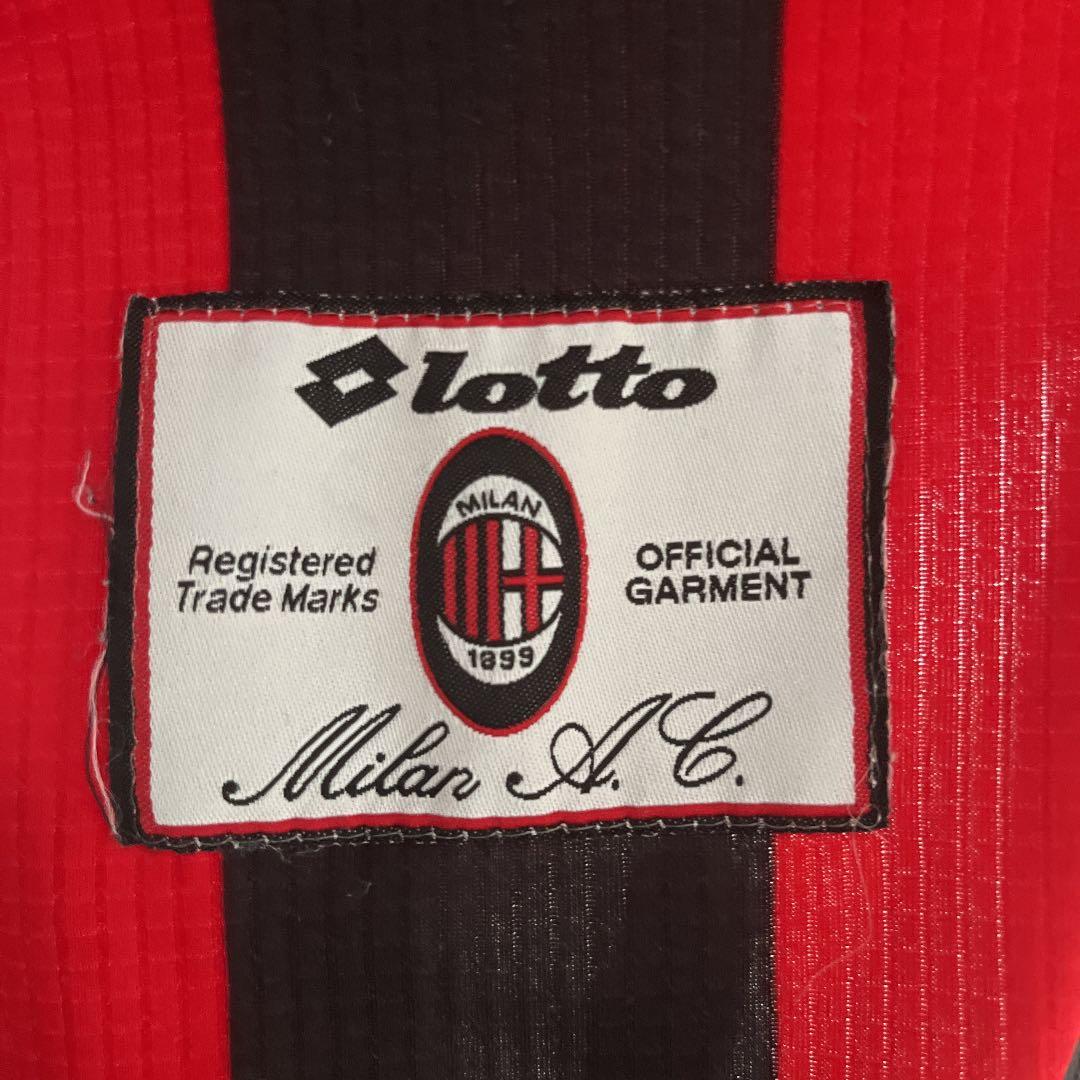 lotto
MILAN
Registered
Trade Marks
OFFICIAL
GARMENT
1899
Milan A.C.